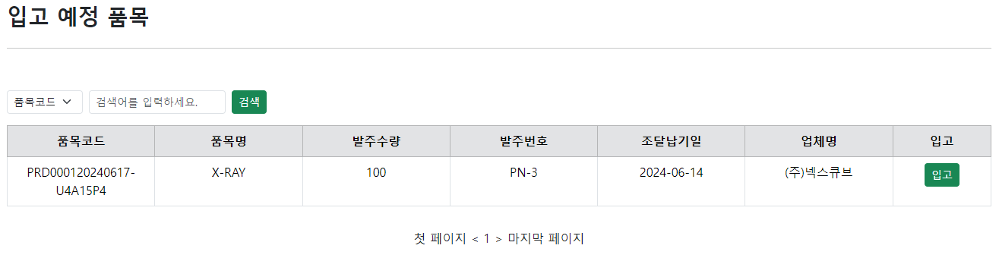 입고 예정 품목
품목코드 검색어를 입력하세요. 검색
품목코드 품목명 발주수량 발주번호 조달납기일 업체명 입고
PRD000120240617- X-RAY 100 PN-3 2024-06-14 (주)넥스큐브 입고
U4A15P4
첫 페이지 < 1 > 마지막 페이지